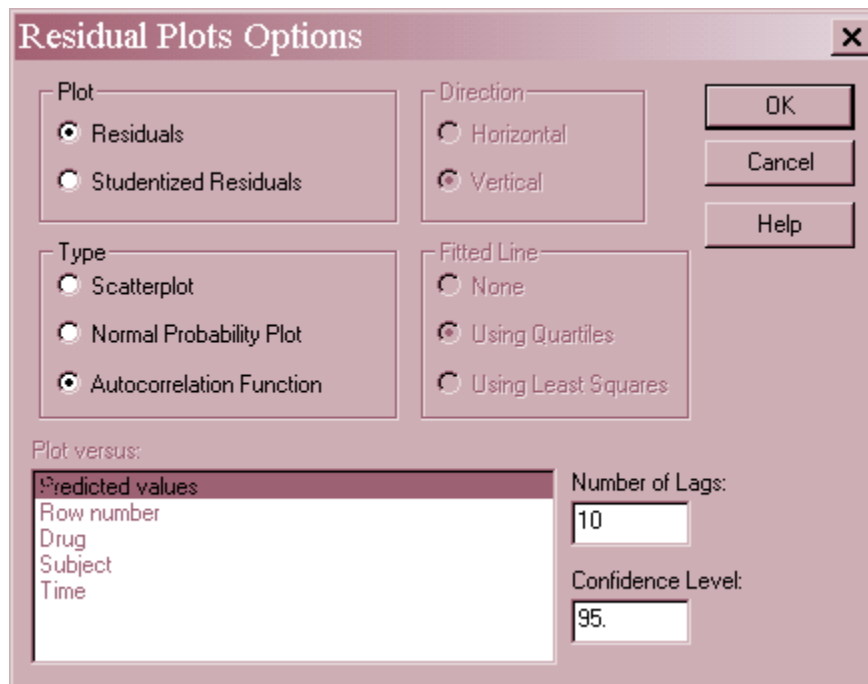 Residual Plots Options
Plot
Residuals
Studentized Residuals
Direction
Horizontal
Vertical
OK
Cancel
Help
Type
Scatterplot
Normal Probability Plot
Autocorrelation Function
Fitted Line
None
Using Quartiles
Using Least Squares
Plot versus:
Predicted values
Row number
Drug
Subject
Time
Number of Lags:
10
Confidence Level:
95.